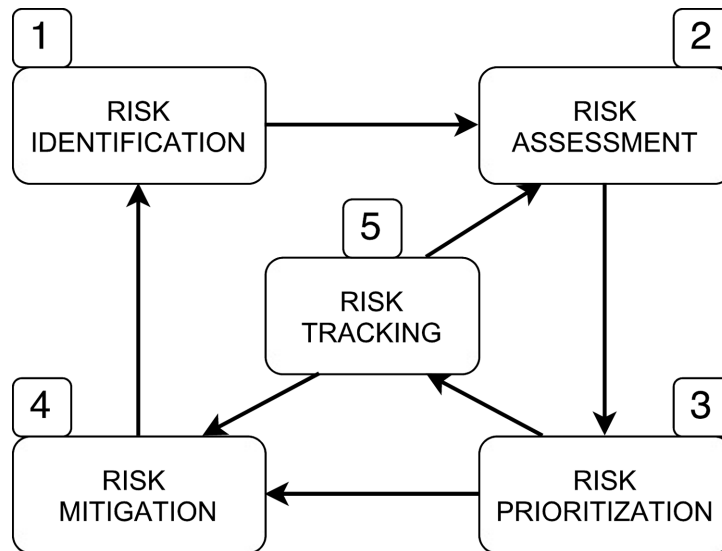 1
RISK
IDENTIFICATION
2
RISK
ASSESSMENT
5
RISK
TRACKING
4
RISK
MITIGATION
3
RISK
PRIORITIZATION